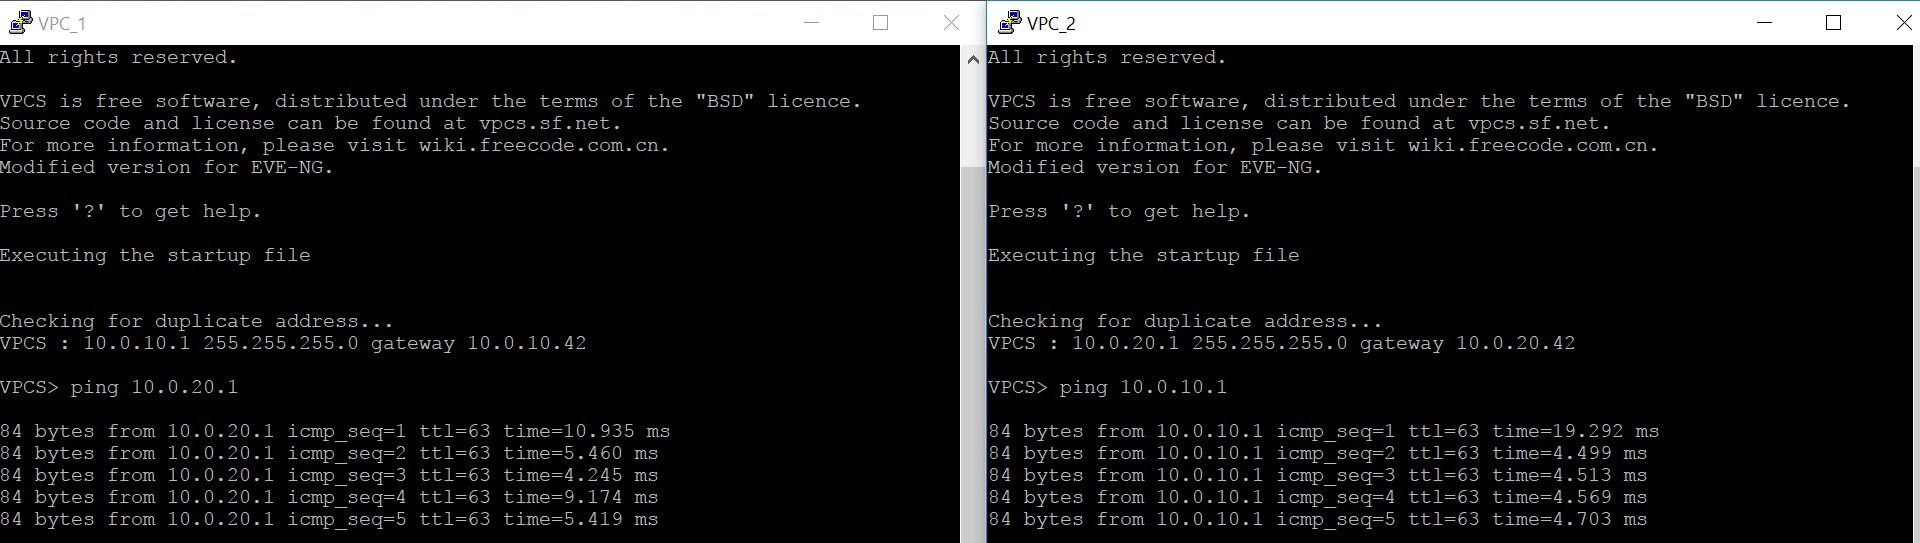 VPC_1
All rights reserved.
VPCS is free software, distributed under the terms of the "BSD" licence.
Source code and license can be found at vpcs.sf.net.
For more information, please visit wiki.freecode.com.cn.
Modified version for EVE-NG.
Press '?' to get help.
Executing the startup file
Checking for duplicate address...
VPCS : 10.0.10.1 255.255.255.0 gateway 10.0.10.42
VPCS> ping 10.0.20.1
84 bytes from 10.0.20.1 icmp_seq=1 ttl=63 time=10.935 ms
84 bytes from 10.0.20.1 icmp_seq=2 ttl=63 time=5.460 ms
84 bytes from 10.0.20.1 icmp_seq=3 ttl=63 time=4.245 ms
84 bytes from 10.0.20.1 icmp_seq=4 ttl=63 time=9.174 ms
84 bytes from 10.0.20.1 icmp_seq=5 ttl=63 time=5.419 ms
VPC_2
All rights reserved.
VPCS is free software, distributed under the terms of the "BSD" licence.
Source code and license can be found at vpcs.sf.net.
For more information, please visit wiki.freecode.com.cn.
Modified version for EVE-NG.
Press '?' to get help.
Executing the startup file
Checking for duplicate address...
VPCS : 10.0.20.1 255.255.255.0 gateway 10.0.20.42
VPCS> ping 10.0.10.1
84 bytes from 10.0.10.1 icmp_seq=1 ttl=63 time=19.292 ms
84 bytes from 10.0.10.1 icmp_seq=2 ttl=63 time=4.499 ms
84 bytes from 10.0.10.1 icmp_seq=3 ttl=63 time=4.513 ms
84 bytes from 10.0.10.1 icmp_seq=4 ttl=63 time=4.569 ms
84 bytes from 10.0.10.1 icmp_seq=5 ttl=63 time=4.703 ms